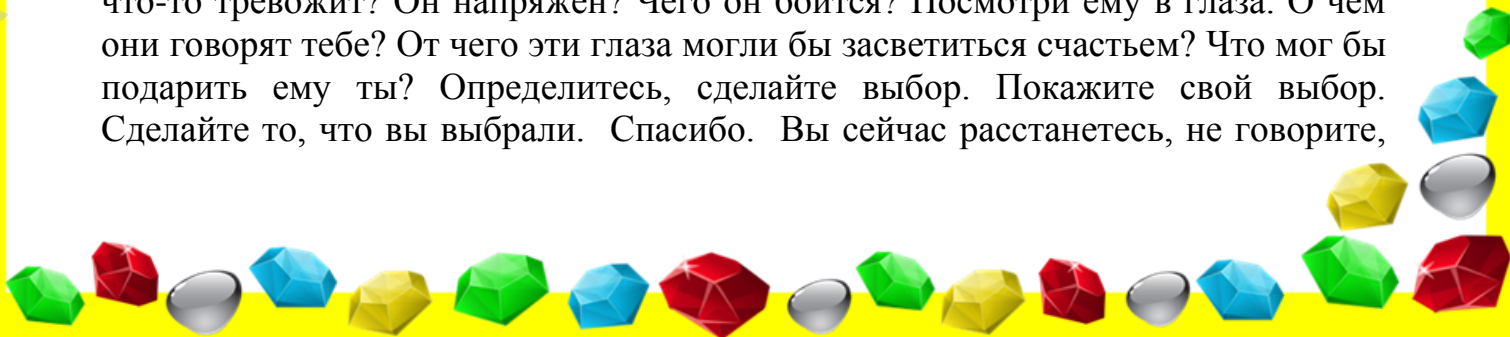 что-то тревожит? Он напряжен? Чего он боится? Посмотри ему в глаза. О чем
они говорят тебе? От чего эти глаза могли бы засветиться счастьем? Что мог бы
подарить ему ты? Определитесь, сделайте выбор. Покажите свой выбор.
Сделайте то, что вы выбрали. Спасибо. Вы сейчас расстанетесь, не говорите,